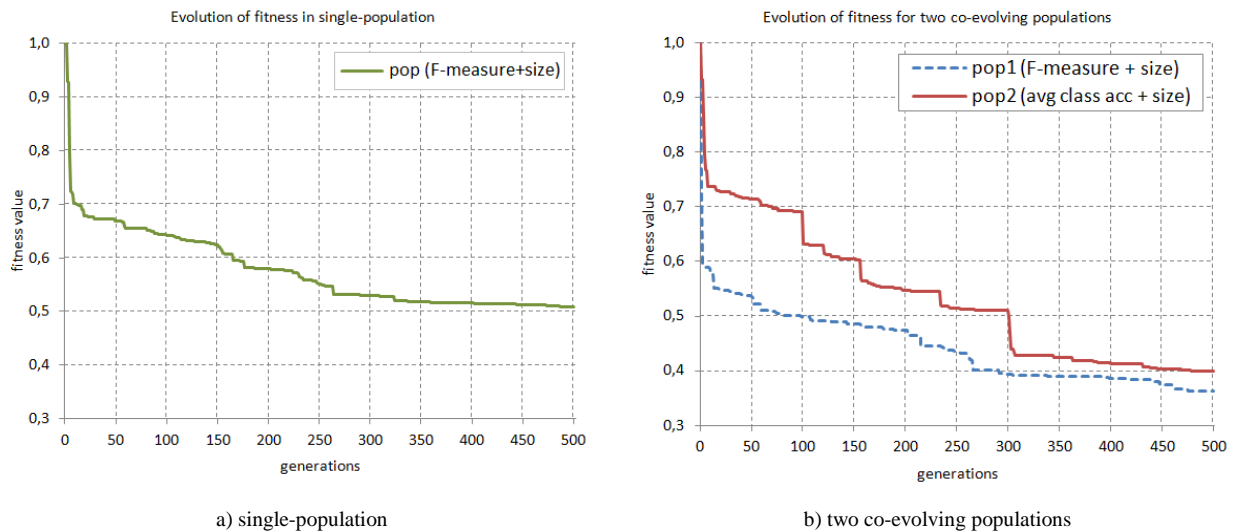 Evolution of fitness in single-population
1,0
0,9
0,8
0,7
0,6
0,5
0,4
0,3
fitness value
pop (F-measure+size)
0 50 100 150 200 250 300 350 400 450 500
generations
a) single-population
Evolution of fitness for two co-evolving populations
1,0
0,9
0,8
0,7
0,6
0,5
0,4
0,3
fitness value
pop1 (F-measure + size)
pop2 (avg class acc + size)
0 50 100 150 200 250 300 350 400 450 500
generations
b) two co-evolving populations